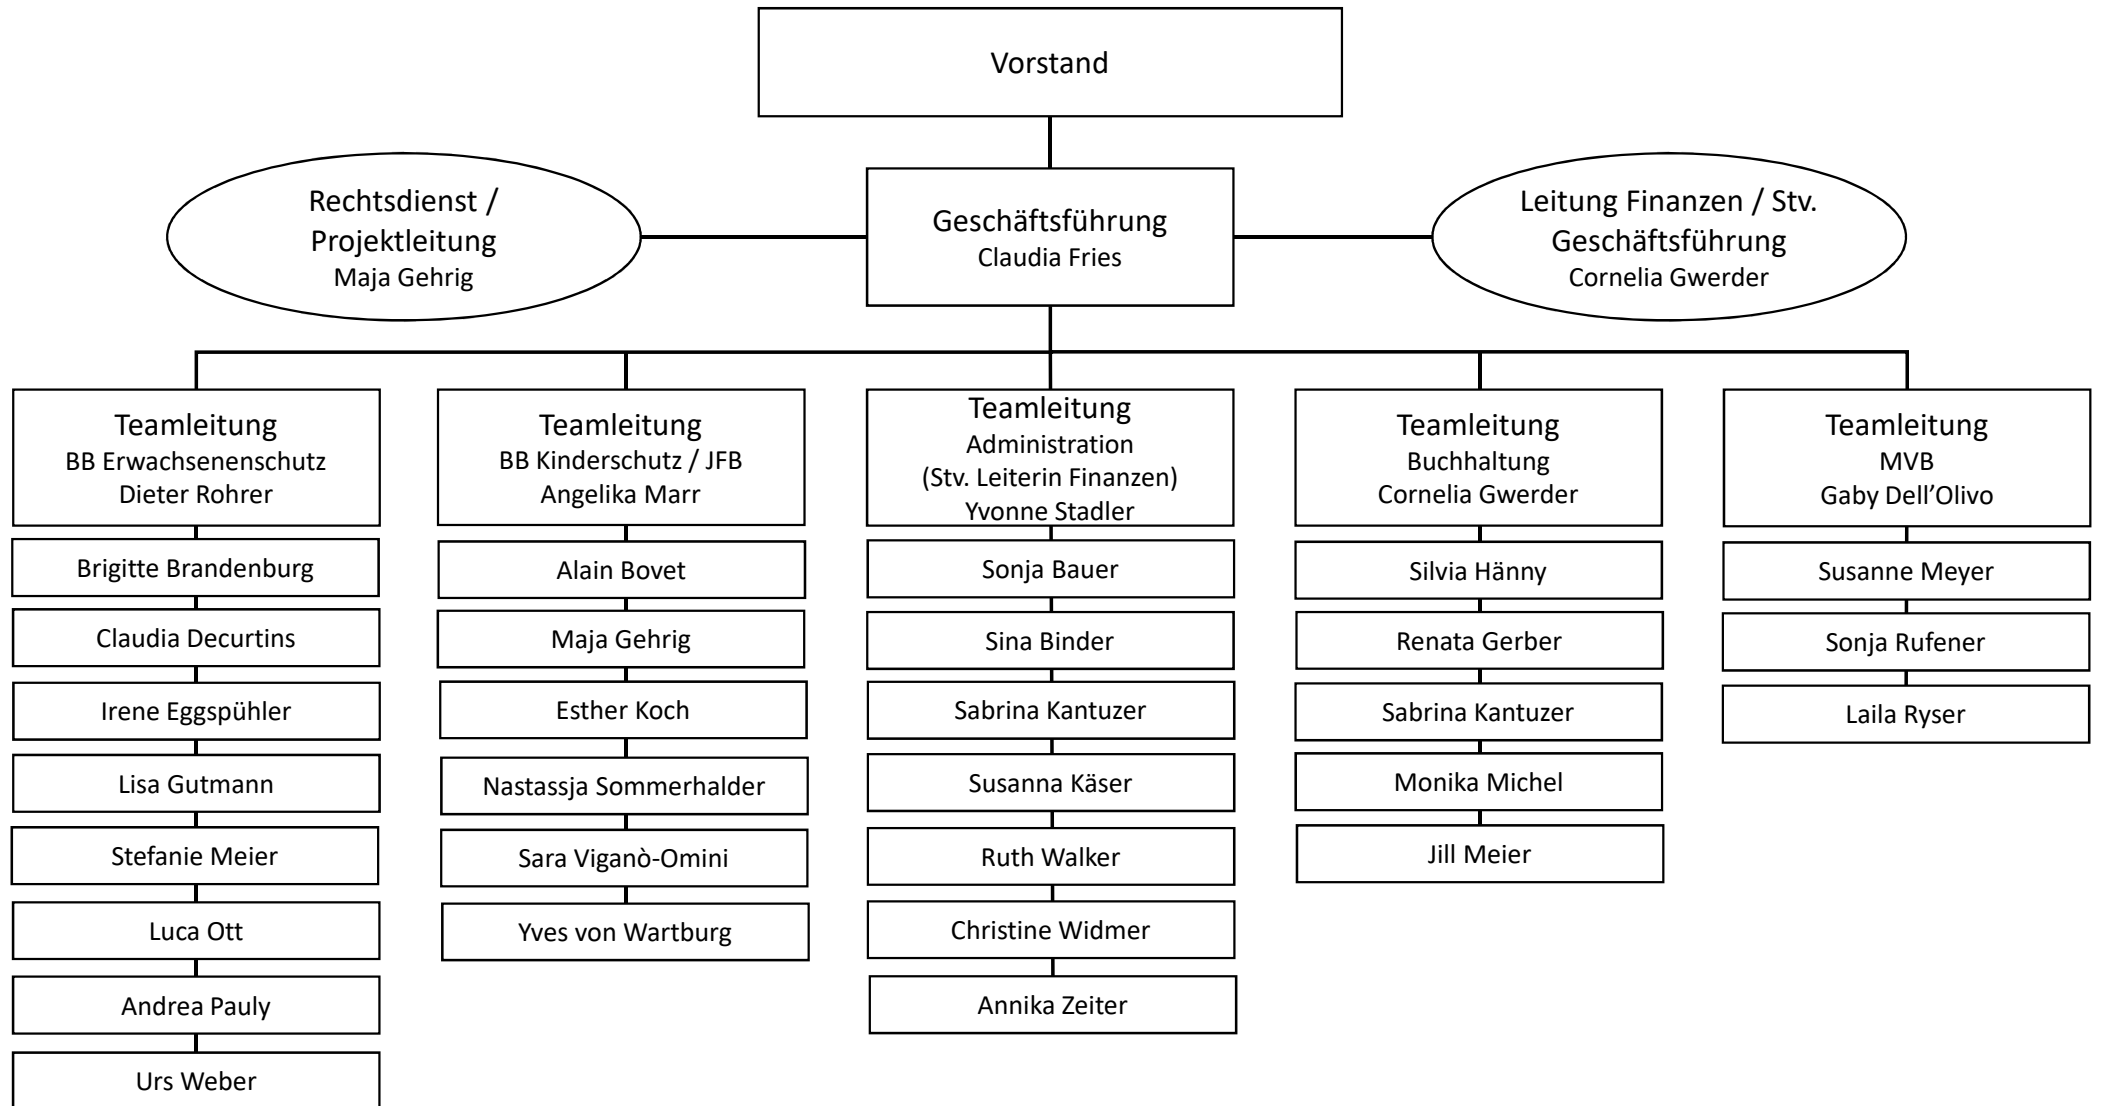 Vorstand
Rechtsdienst /
Projektleitung
Maja Gehrig
Geschäftsführung
Claudia Fries
Leitung Finanzen / Stv.
Geschäftsführung
Cornelia Gwerder
Teamleitung
BB Erwachsenenschutz
Dieter Rohrer
Brigitte Brandenburg
Claudia Decurtins
Irene Eggspühler
Lisa Gutmann
Stefanie Meier
Luca Ott
Andrea Pauly
Urs Weber
Teamleitung
BB Kinderschutz / JFB
Angelika Marr
Alain Bovet
Maja Gehrig
Esther Koch
Nastassja Sommerhalder
Sara Viganò-Omini
Yves von Wartburg
Teamleitung
Administration
(Stv. Leiterin Finanzen)
Yvonne Stadler
Sonja Bauer
Sina Binder
Sabrina Kantuzer
Susanna Käser
Ruth Walker
Christine Widmer
Annika Zeiter
Teamleitung
Buchhaltung
Cornelia Gwerder
Silvia Hänny
Renata Gerber
Sabrina Kantuzer
Monika Michel
Jill Meier
Teamleitung
MVB
Gaby Dell’Olivo
Susanne Meyer
Sonja Rufener
Laila Ryser